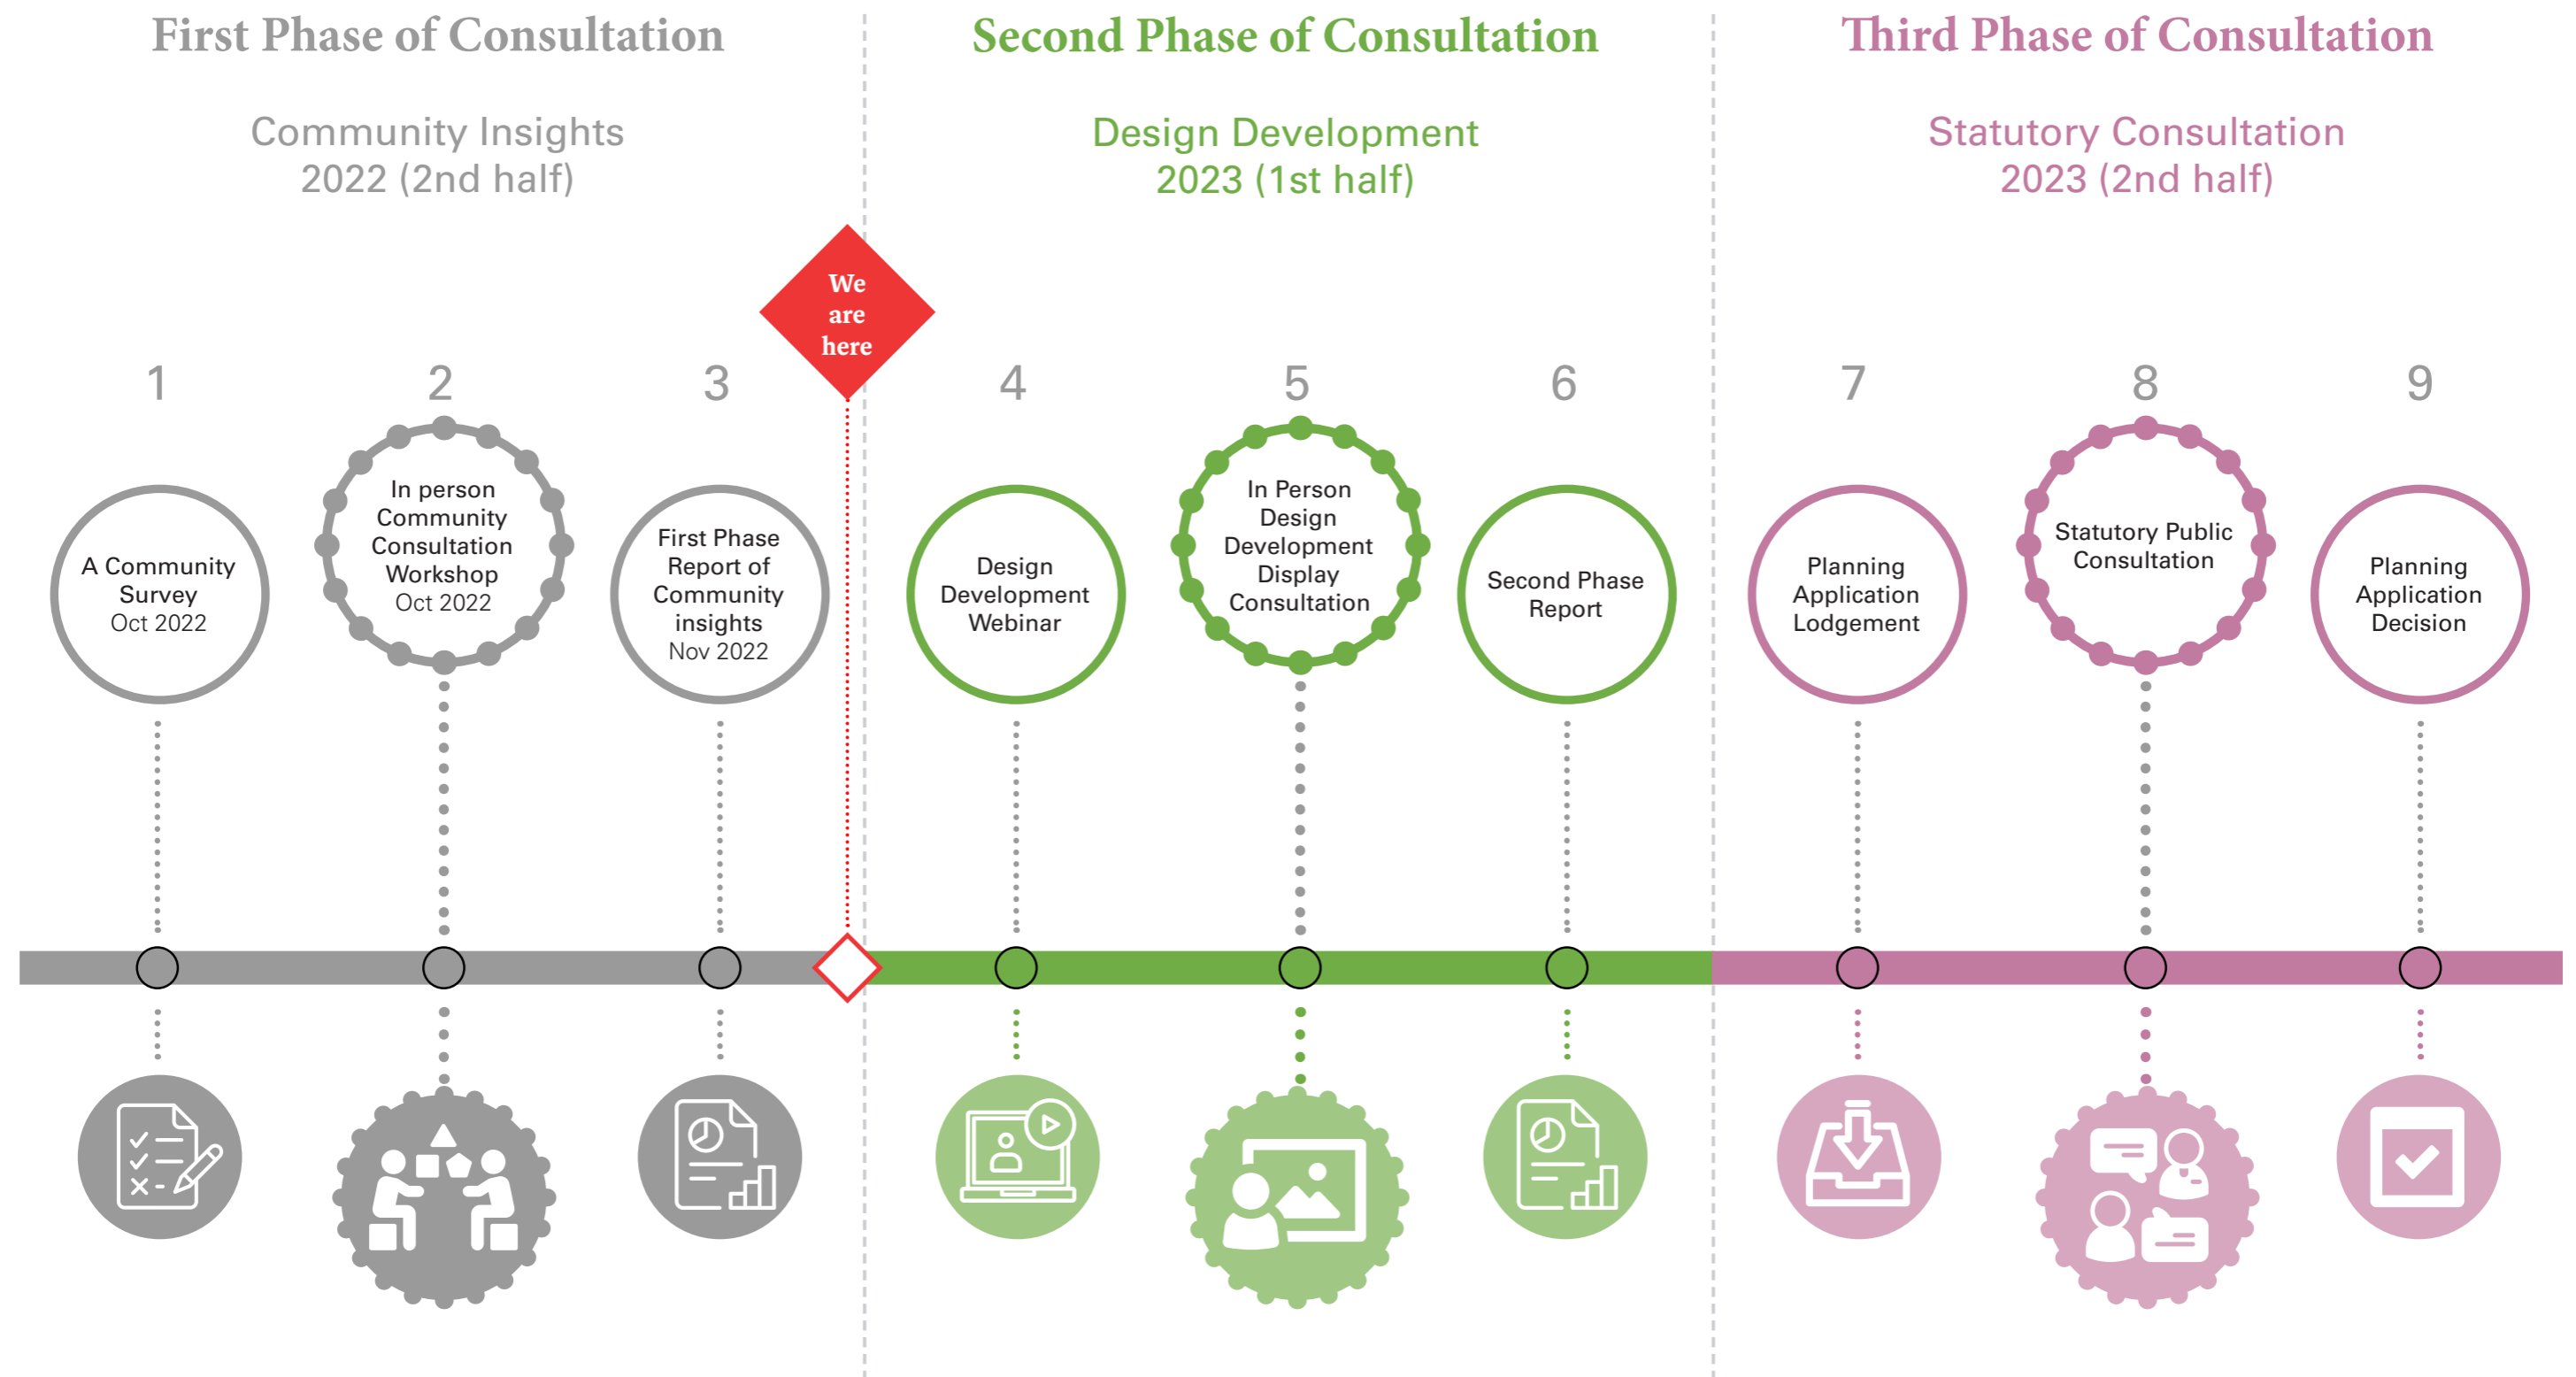 First Phase of Consultation
Community Insights
2022 (2nd half)
Second Phase of Consultation
Design Development
2023 (1st half)
Third Phase of Consultation
Statutory Consultation
2023 (2nd half)
We
are
here
1
A Community
Survey
Oct 2022
2
In person
Community
Consultation
Workshop
Oct 2022
3
First Phase
Report of
Community
insights
Nov 2022
4
Design
Development
Webinar
5
In Person
Design
Development
Display
Consultation
6
Second Phase
Report
7
Planning
Application
Lodgement
8
Statutory Public
Consultation
9
Planning
Application
Decision